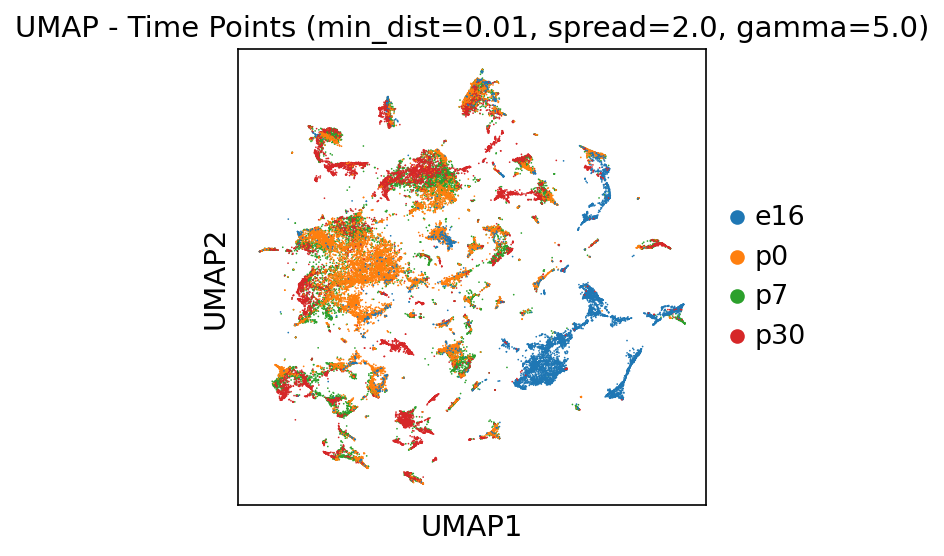 UMAP - Time Points (min_dist=0.01, spread=2.0, gamma=5.0)
UMAP2
e16
p0
p7
p30
UMAP1